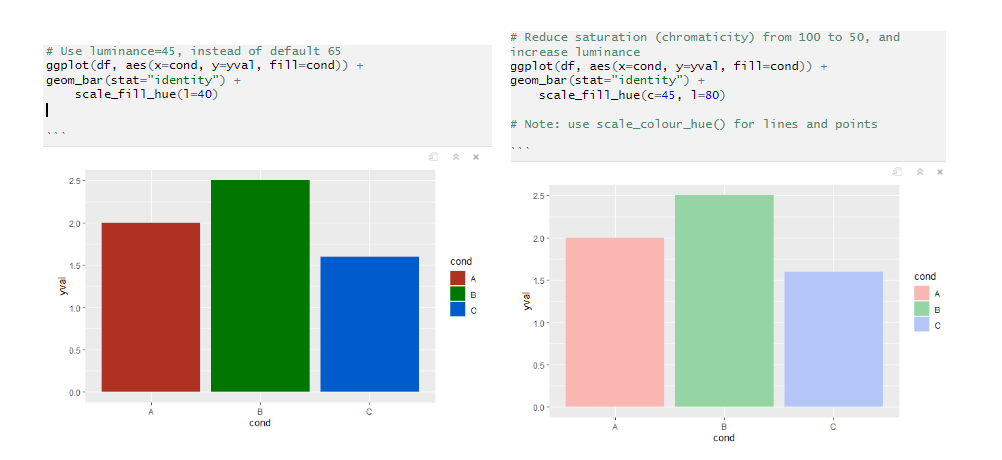 # Use luminance=45, instead of default 65
ggplot(df, aes(x=cond, y=yval, fill=cond)) +
geom_bar(stat="identity") +
    scale_fill_hue(l=40)
```
2.5
2.0
1.5
1.0
0.5
0.0
yval
A B C
cond
cond
A
B
C
# Reduce saturation (chromaticity) from 100 to 50, and
increase luminance
ggplot(df, aes(x=cond, y=yval, fill=cond)) +
geom_bar(stat="identity") +
    scale_fill_hue(c=45, l=80)
# Note: use scale_colour_hue() for lines and points
```
2.5
2.0
1.5
1.0
0.5
0.0
yval
A B C
cond
cond
A
B
C